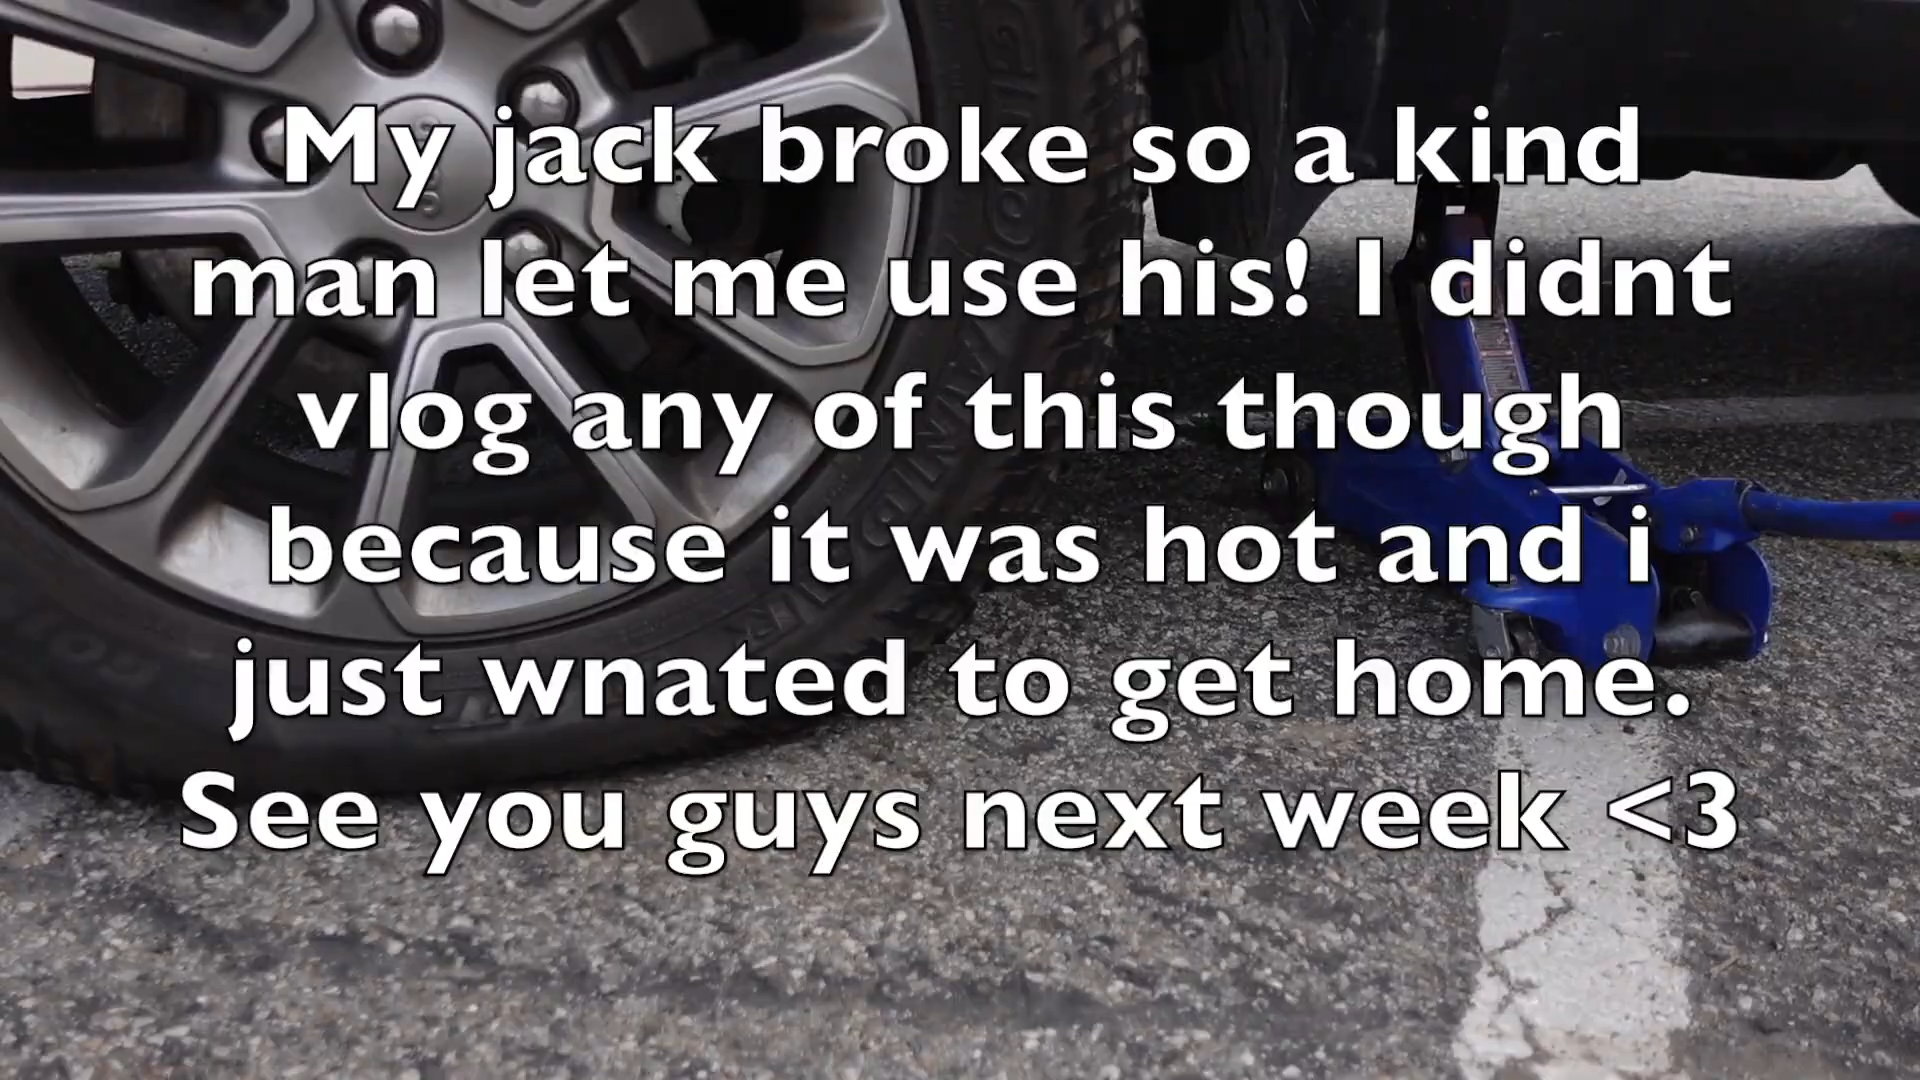 My jack broke so a kind
man let me use his! I didnt
vlog any of this though
because it was hot and i
just wnated to get home.
See you guys next week <3